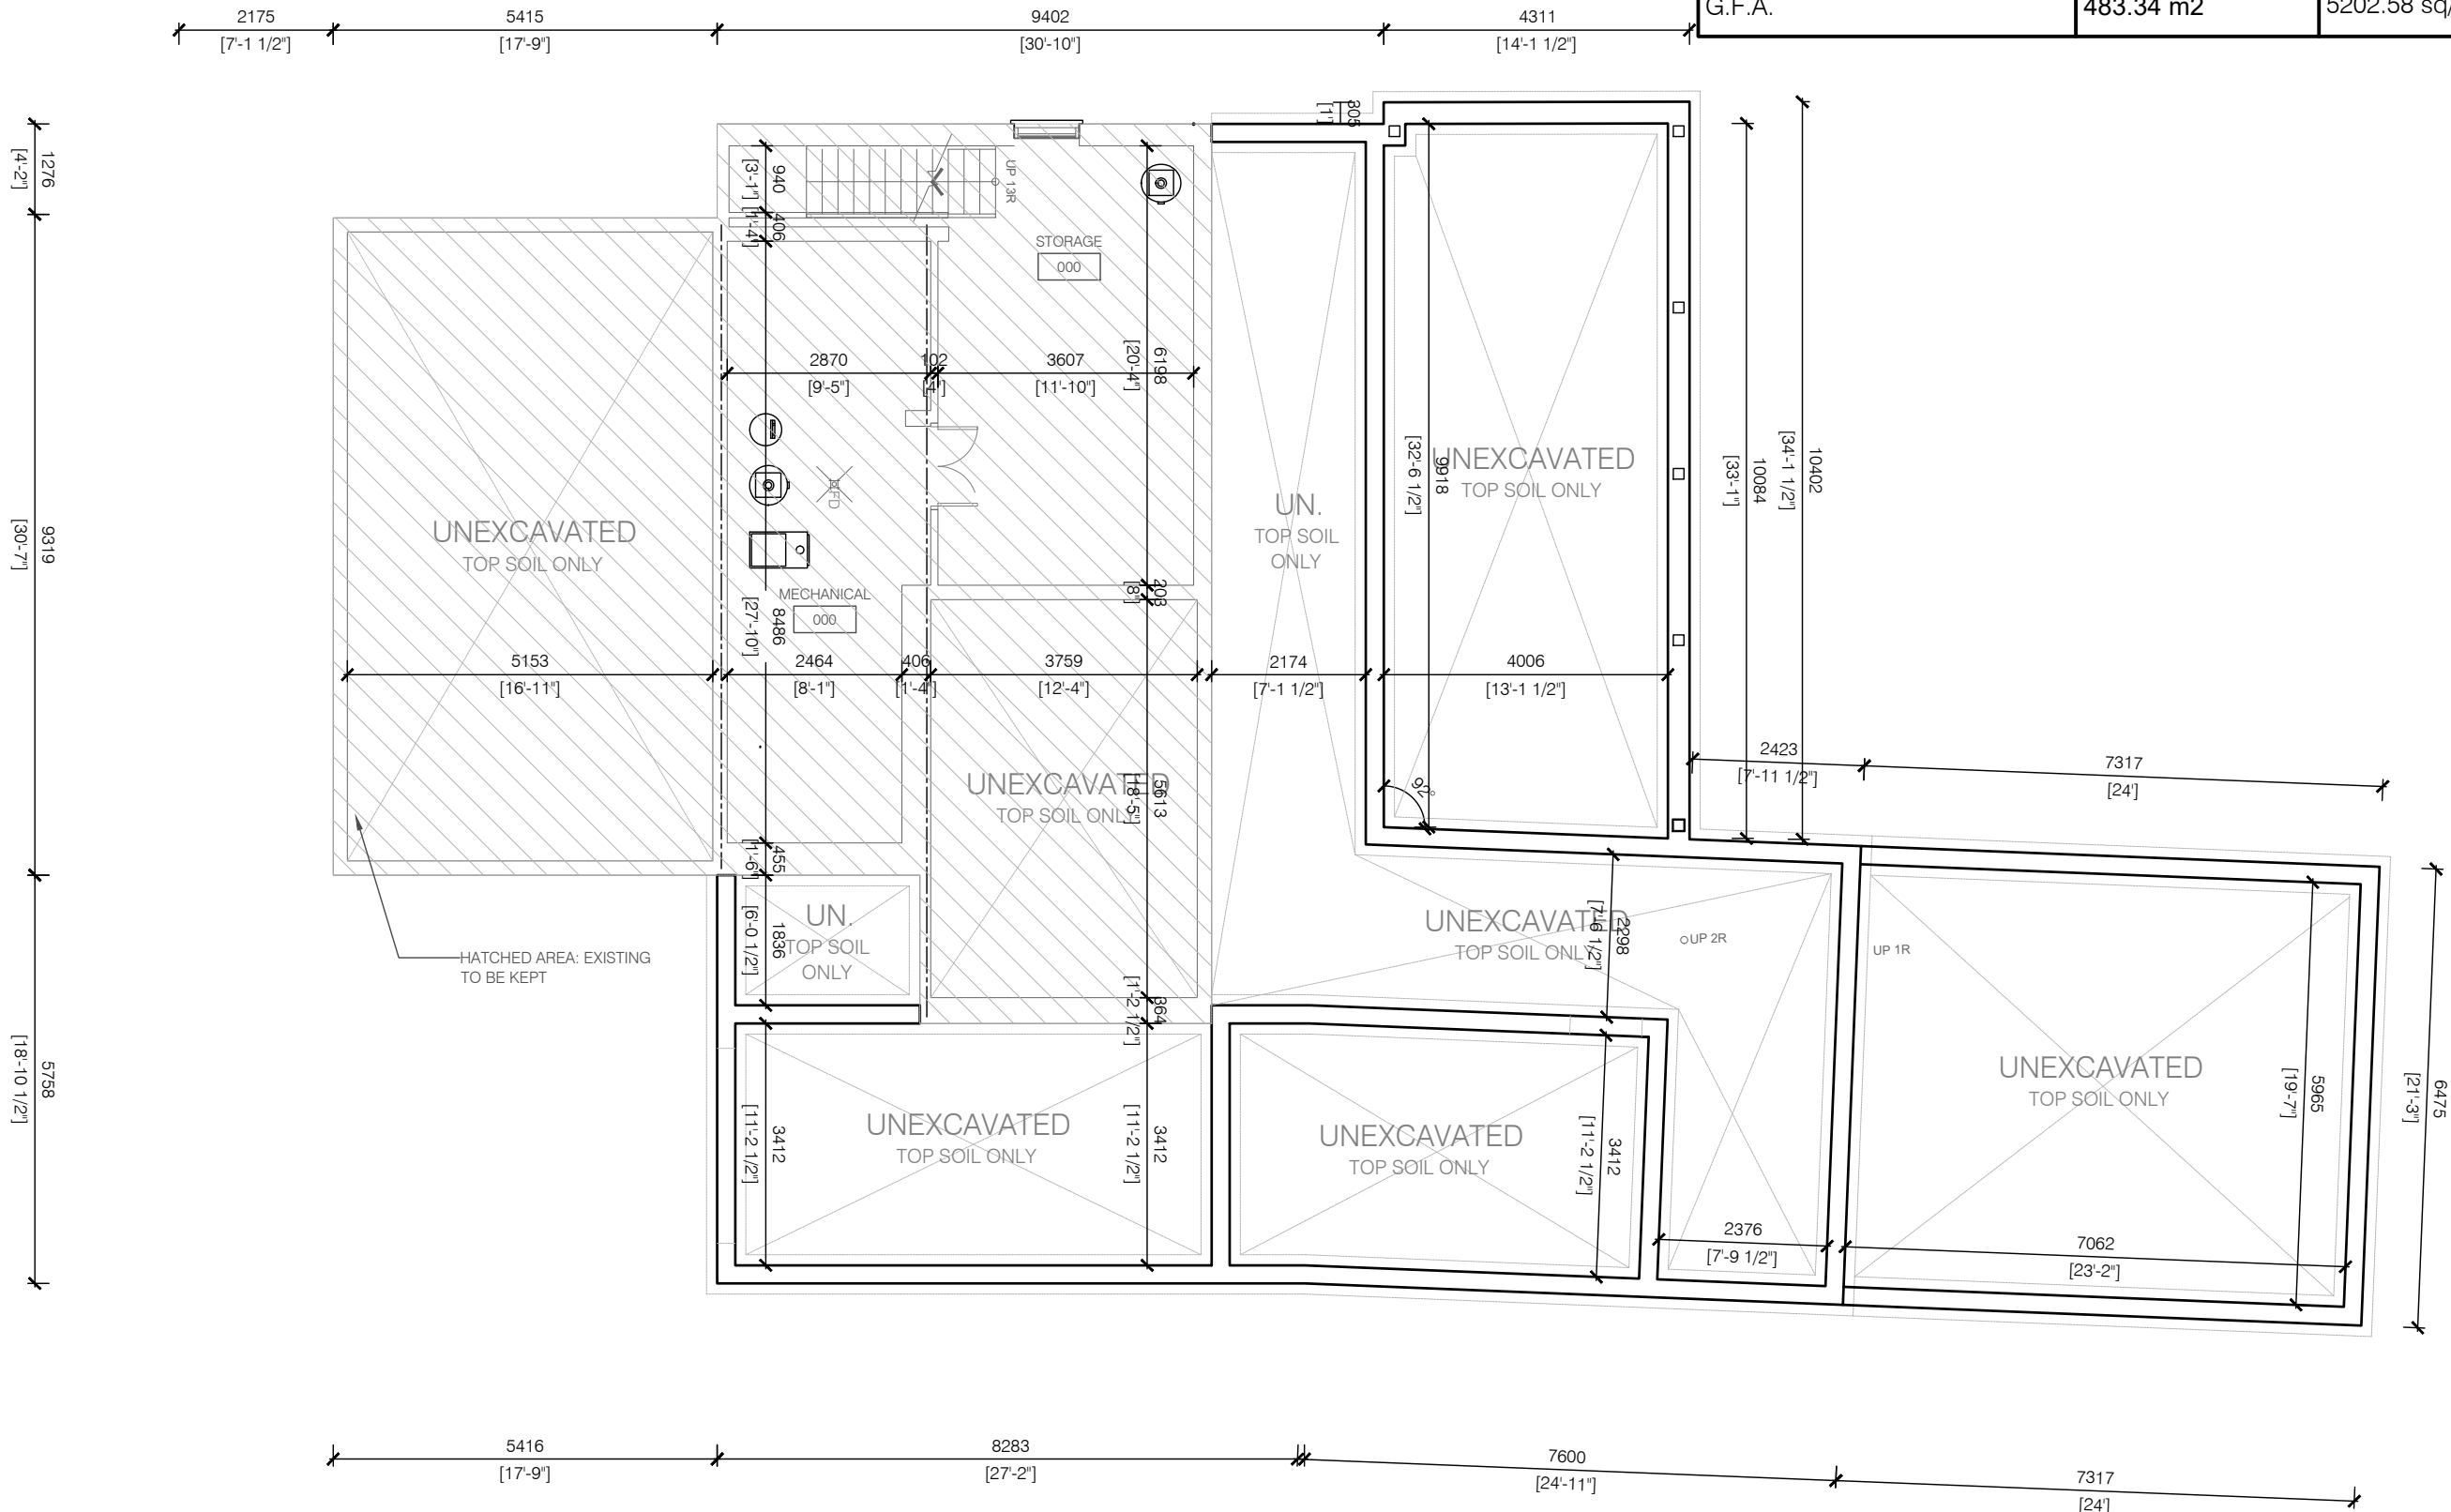 2175
[7'-1 1/2"]
5415
[17'-9"]
9402
[30'-10"]
4311
[14'-1 1/2"]
G.F.A.
483.34 m2
5202.58 sq/
1276
[4'-2"]
9319
[30'-7"]
5758
[18'-10 1/2"]
305
[1']
940
[3'-1"]
406
[1'-4"]
UP 13R
STORAGE
000
2870
[9'-5"]
102
[4"]
3607
[11'-10"]
6198
[20'-4"]
FD
MECHANICAL
000
8486
[27'-10"]
203
[8"]
UNEXCAVATED
TOP SOIL ONLY
5153
[16'-11"]
2464
[8'-1"]
406
[1'-4"]
3759
[12'-4"]
2174
[7'-1 1/2"]
4006
[13'-1 1/2"]
UN.
TOP SOIL
ONLY
UNEXCAVATED
TOP SOIL ONLY
9918
[32'-6 1/2"]
10084
[33'-1"]
10402
[34'-1 1/2"]
92°
2423
[7'-11 1/2"]
7317
[24']
UNEXCAVATED
TOP SOIL ONLY
5613
[18'-5"]
455
[1'-6"]
1836
[6'-0 1/2"]
UN.
TOP SOIL
ONLY
HATCHED AREA: EXISTING
TO BE KEPT
364
[1'-2 1/2"]
UNEXCAVATED
TOP SOIL ONLY
2298
[7'-6 1/2"]
UP 2R
UP 1R
UNEXCAVATED
TOP SOIL ONLY
5965
[19'-7"]
6475
[21'-3"]
3412
[11'-2 1/2"]
UNEXCAVATED
TOP SOIL ONLY
3412
[11'-2 1/2"]
UNEXCAVATED
TOP SOIL ONLY
3412
[11'-2 1/2"]
2376
[7'-9 1/2"]
7062
[23'-2"]
5416
[17'-9"]
8283
[27'-2"]
7600
[24'-11"]
7317
[24']